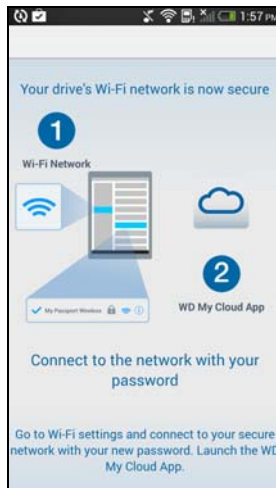 1:57 PM
Your drive's Wi-Fi network is now secure
1
Wi-Fi Network
My Passport Wireless
2
WD My Cloud App
Connect to the network with your
password
Go to Wi-Fi settings and connect to your secure
network with your new password. Launch the WD
My Cloud App.